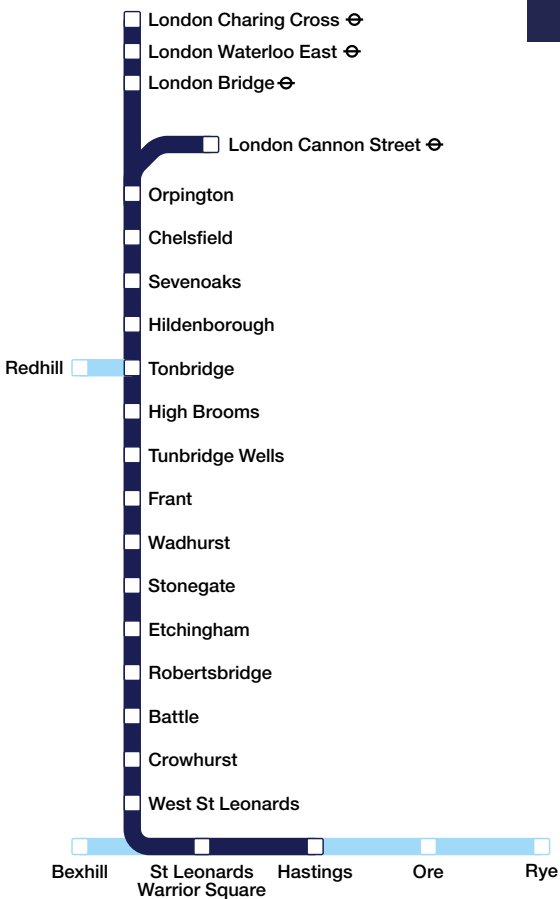 London Charing Cross
London Waterloo East
London Bridge
London Cannon Street
Orpington
Chelsfield
Sevenoaks
Hildenborough
Redhill
Tonbridge
High Brooms
Tunbridge Wells
Frant
Wadhurst
Stonegate
Etchingham
Robertsbridge
Battle
Crowhurst
West St Leonards
Bexhill
St Leonards
Warrior Square
Hastings
Ore
Rye